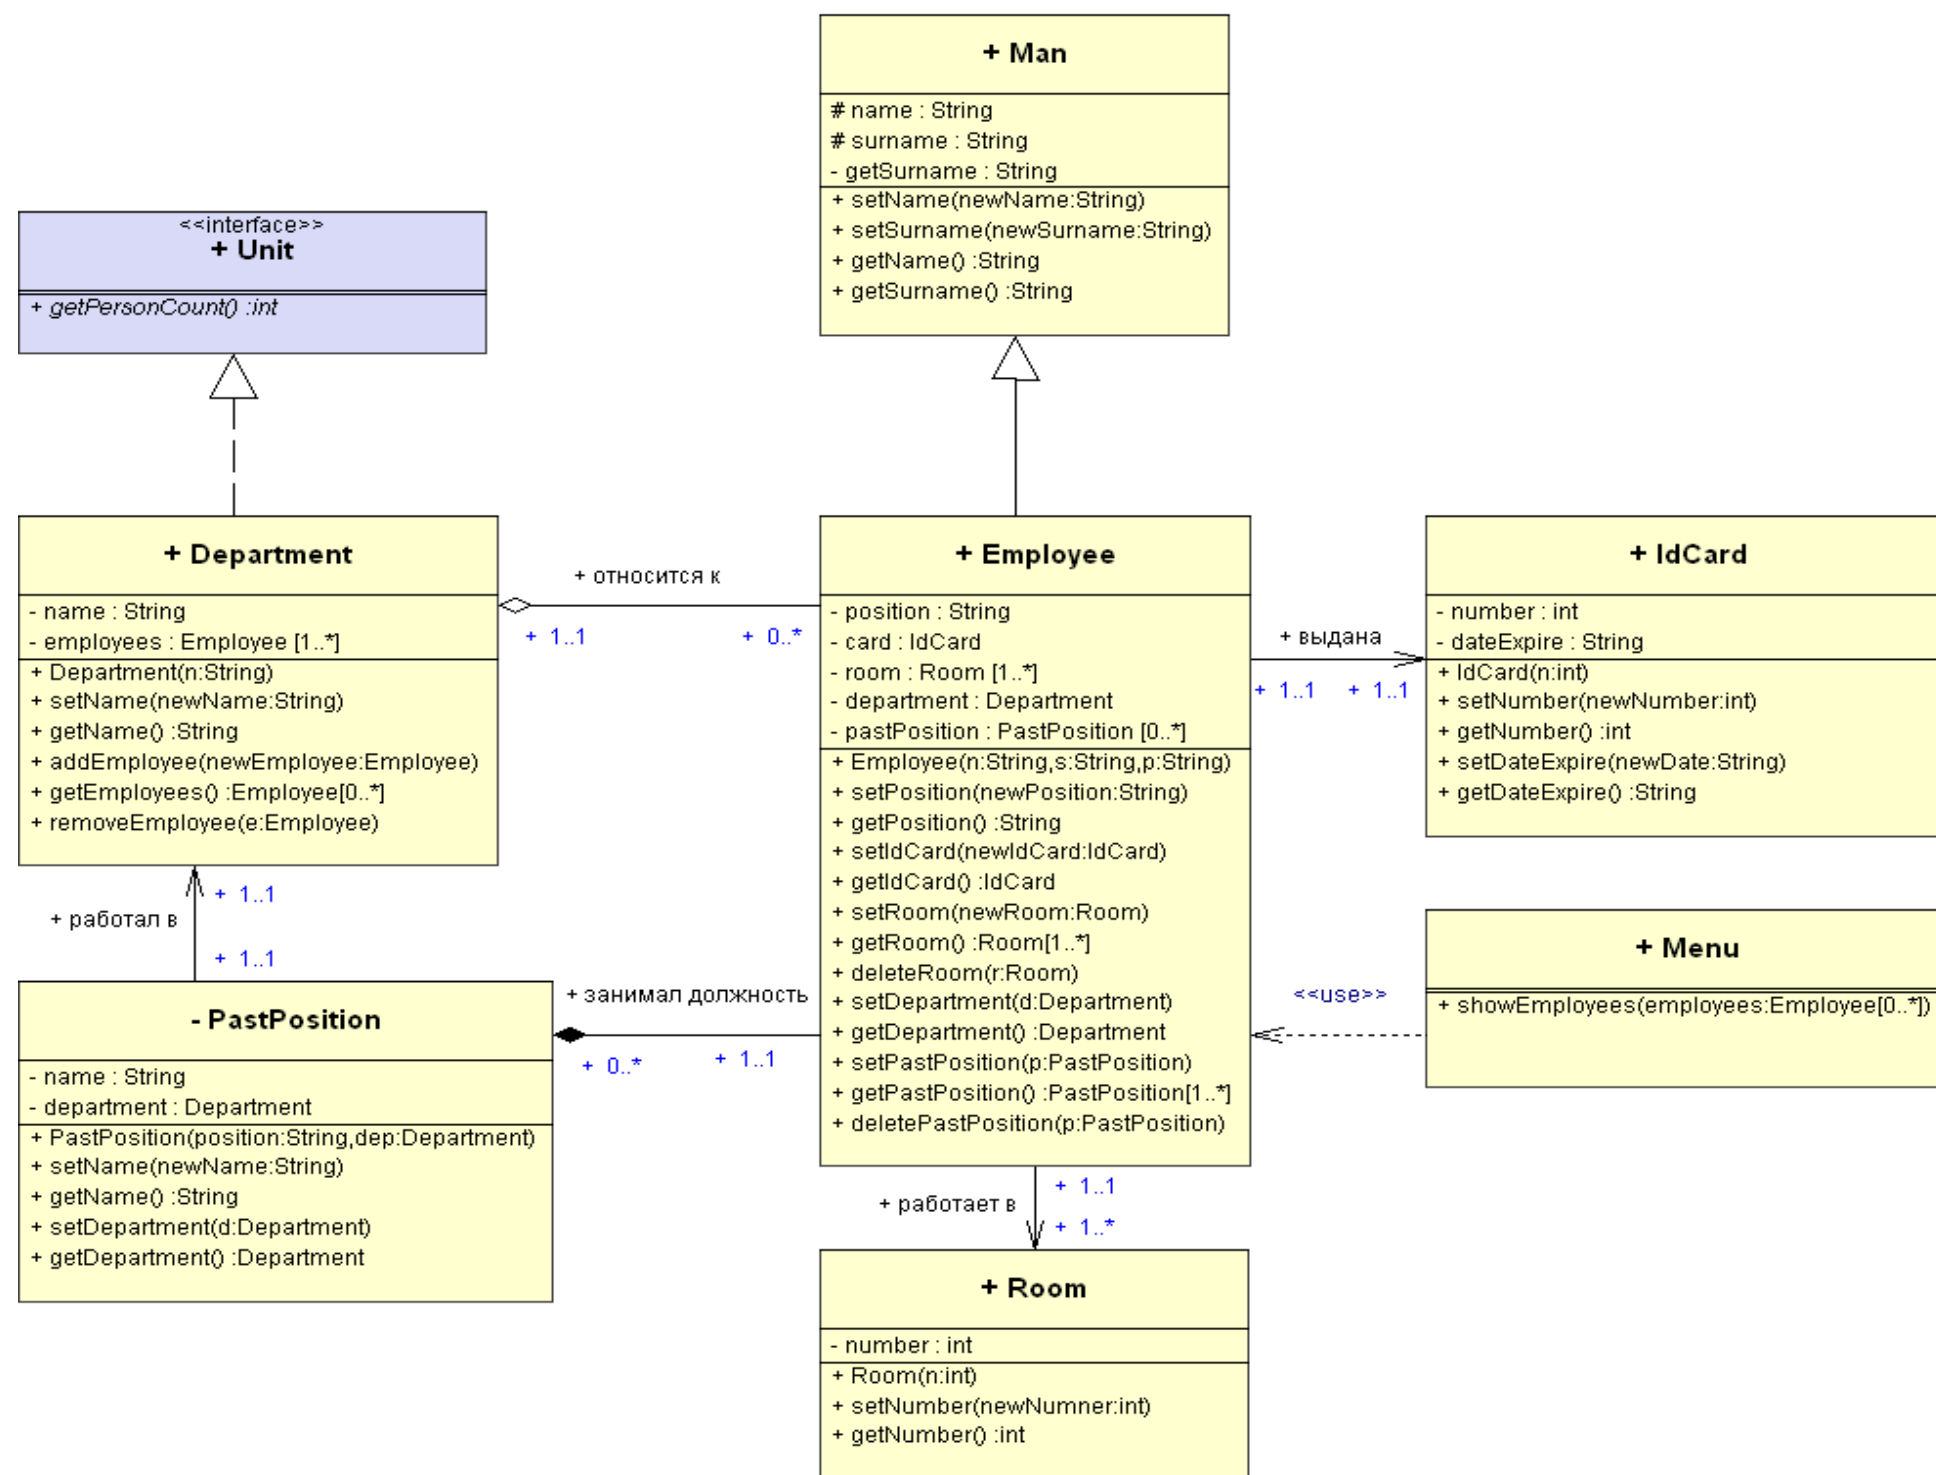 + Man
# name : String
# surname : String
- getSurname : String
+ setName(newName:String)
+ setSurname(newSurname:String)
+ getName() :String
+ getSurname() :String
<<interface>>
+ Unit
+ getPersonCount() :int
+ Department
- name : String
- employees : Employee [1..*]
+ Department(n:String)
+ setName(newName:String)
+ getName() :String
+ addEmployee(newEmployee:Employee)
+ getEmployees() :Employee[0..*]
+ removeEmployee(e:Employee)
+ относится к
+ 1..1
+ 0..*
+ Employee
- position : String
- card : IdCard
- room : Room [1..*]
- department : Department
- pastPosition : PastPosition [0..*]
+ Employee(n:String,s:String,p:String)
+ setPosition(newPosition:String)
+ getPosition() :String
+ setIdCard(newIdCard:IdCard)
+ getIdCard() :IdCard
+ setRoom(newRoom:Room)
+ getRoom() :Room[1..*]
+ deleteRoom(r:Room)
+ setDepartment(d:Department)
+ getDepartment() :Department
+ setPastPosition(p:PastPosition)
+ getPastPosition() :PastPosition[1..*]
+ deletePastPosition(p:PastPosition)
+ выдана
+ 1..1
+ 1..1
+ IdCard
- number : int
- dateExpire : String
+ IdCard(n:int)
+ setNumber(newNumber:int)
+ getNumber() :int
+ setDateExpire(newDate:String)
+ getDateExpire() :String
+ 1..1
+ работал в
+ 1..1
+ Menu
+ showEmployees(employees:Employee[0..*])
<<use>>
- PastPosition
- name : String
- department : Department
+ PastPosition(position:String,dep:Department)
+ setName(newName:String)
+ getName() :String
+ setDepartment(d:Department)
+ getDepartment() :Department
+ занимал должность
+ 0..*
+ 1..1
+ 1..1
+ работает в
+ 1..*
+ Room
- number : int
+ Room(n:int)
+ setNumber(newNumner:int)
+ getNumber() :int